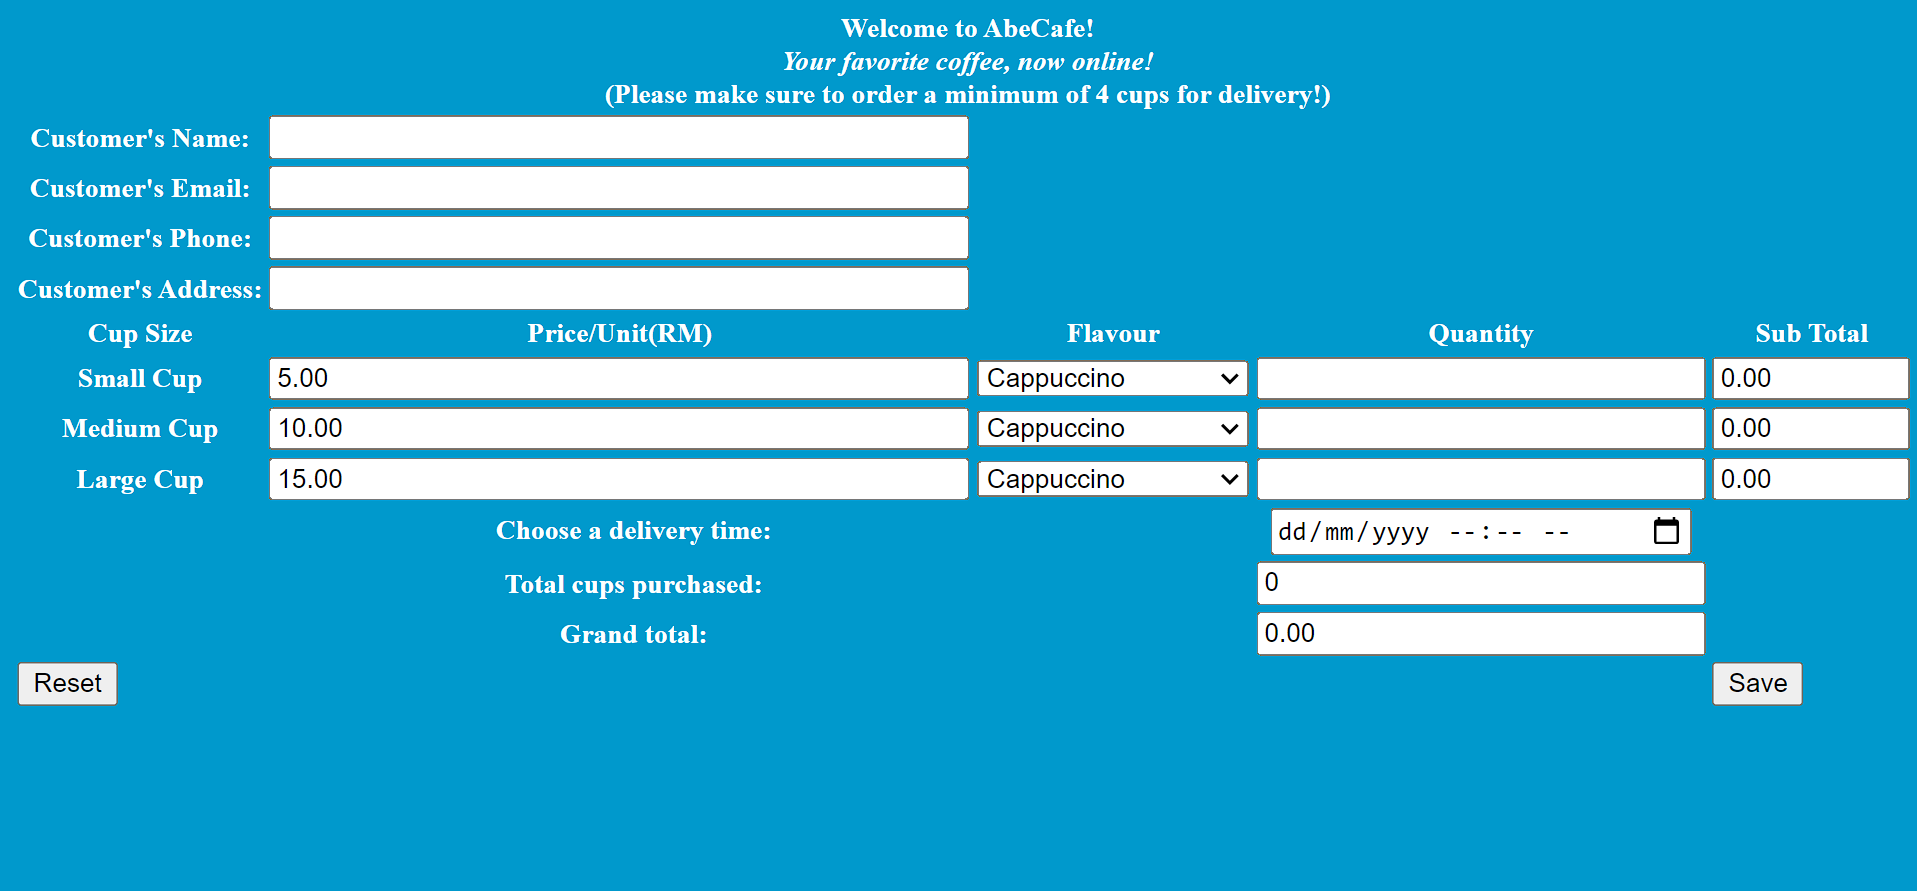 Welcome to AbeCafe!
Your favorite coffee, now online!
(Please make sure to order a minimum of 4 cups for delivery!)
Customer's Name:
Customer's Email:
Customer's Phone:
Customer's Address:
Cup Size Price/Unit(RM) Flavour Quantity Sub Total
Small Cup 5.00 Cappuccino 0.00
Medium Cup 10.00 Cappuccino 0.00
Large Cup 15.00 Cappuccino 0.00
Choose a delivery time: dd/mm/yyyy --:-- --
Total cups purchased: 0
Grand total: 0.00
Reset Save